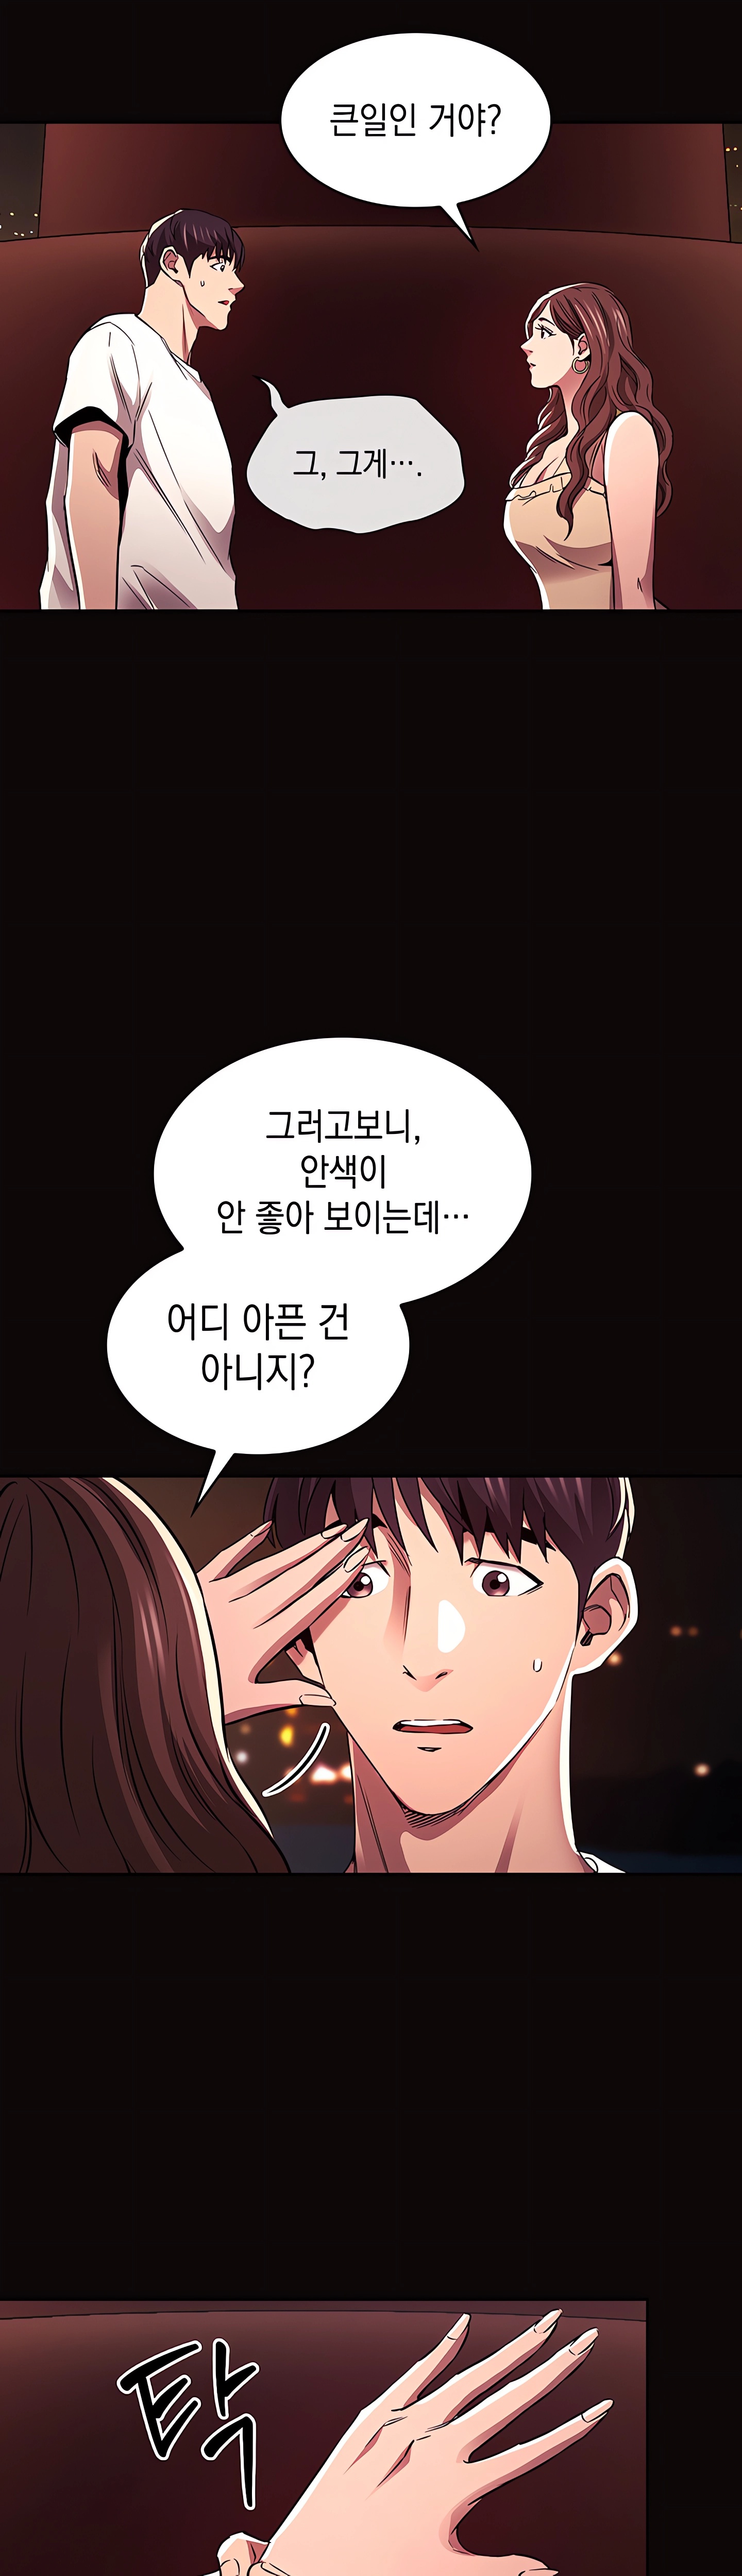 큰일인 거야?
그, 그게….
그러고보니,
안색이
안 좋아 보이는데…
어디 아픈 건
아니지?
탁